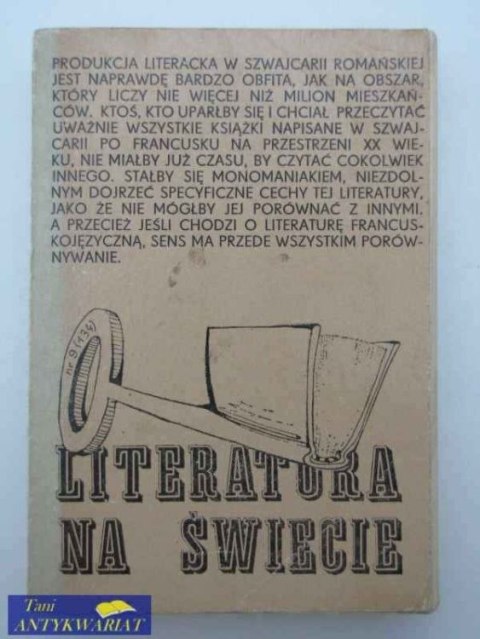 PRODUKCJA LITERACKA W SZWAJCARII ROMAŃSKIEJ
JEST NAPRAWDĘ BARDZO OBFITA, JAK NA OBSZAR,
KTÓRY LICZY NIE WIĘCEJ NIŻ MILION MIESZKAŃ-
CÓW. KTOŚ, KTO UPARŁBY SIĘ I CHCIAŁ PRZECZYTAĆ
UWAŻNIE WSZYSTKIE KSIĄŻKI NAPISANE W SZWAJ-
CARII PO FRANCUSKU NA PRZESTRZENI XX WIE-
KU, NIE MIAŁBY JUŻ CZASU, BY CZYTAĆ COKOLWIEK
INNEGO. STAŁBY SIĘ MONOMANIAKIEM, NIEZDOL-
NYM DOJRZEĆ SPECYFICZNE CECHY TEJ LITERATURY,
JAKO ŻE NIE MÓGŁBY JEJ PORÓWNAĆ Z INNYMI.
A PRZECIEŻ JEŚLI CHODZI O LITERATURĘ FRANCUS-
KOJĘZYCZNĄ, SENS MA PRZEDE WSZYSTKIM PORÓW-
NYWANIE.
nr 9 (134)
LITERATURA
NA ŚWIECIE
Tani
ANTYKWARIAT